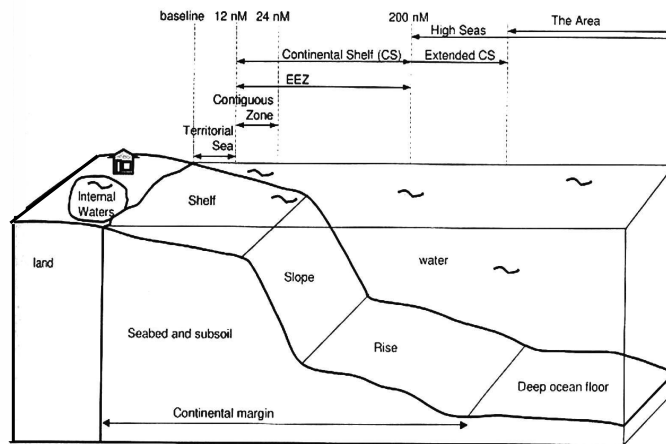 baseline 12 nM 24 nM 200 nM
The Area
High Seas
Continental Shelf (CS) Extended CS
EEZ
Contiguous
Zone
Territorial
Sea
Internal
Waters
Shelf
land
Slope
water
Seabed and subsoil
Rise
Deep ocean floor
Continental margin